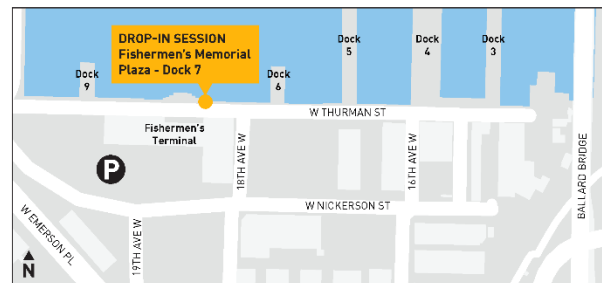 DROP-IN SESSION
Fishermen's Memorial
Plaza - Dock 7
Dock
9
Dock
6
Dock
5
Dock
4
Dock
3
W THURMAN ST
Fishermen's
Terminal
P
18TH AVE W
16TH AVE W
BALLARD BRIDGE
W NICKERSON ST
W EMERSON PL
19TH AVE W
N